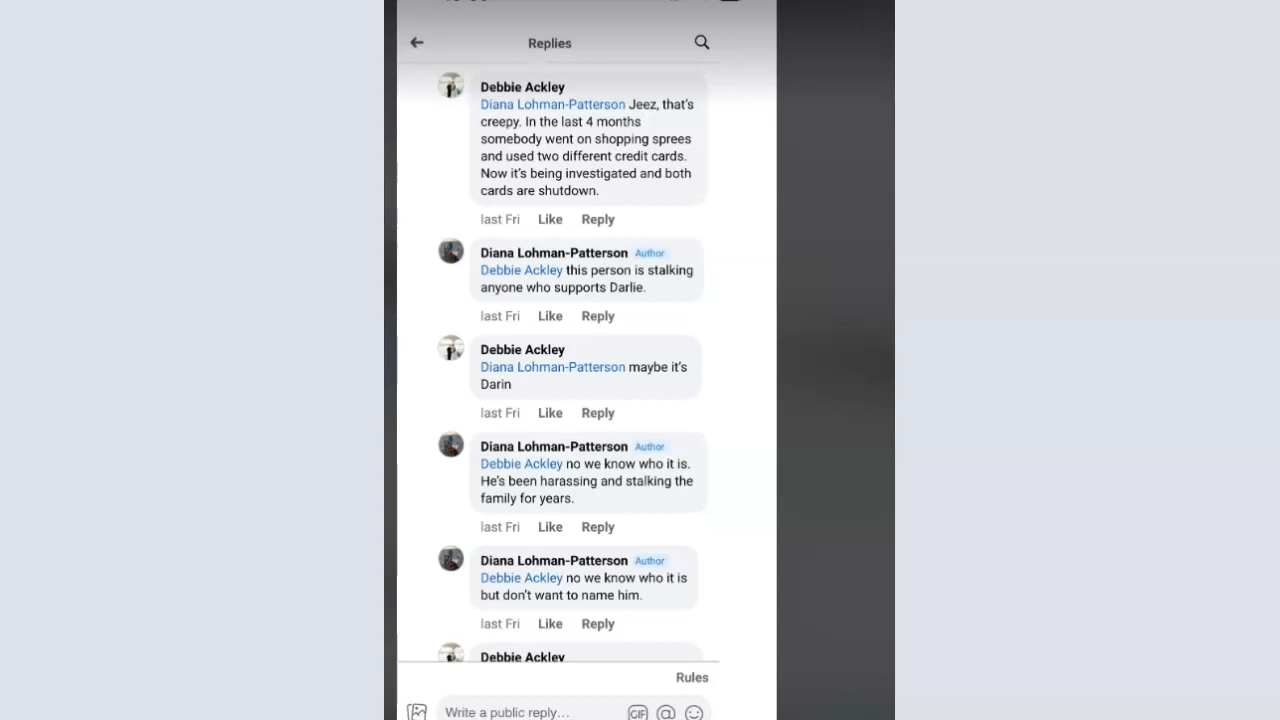 Replies
Debbie Ackley
Diana Lohman-Patterson Jeez, that's
creepy. In the last 4 months
somebody went on shopping sprees
and used two different credit cards.
Now it's being investigated and both
cards are shutdown.
last Fri Like Reply
Diana Lohman-Patterson Author
Debbie Ackley this person is stalking
anyone who supports Darlie.
last Fri Like Reply
Debbie Ackley
Diana Lohman-Patterson maybe it's
Darin
last Fri Like Reply
Diana Lohman-Patterson Author
Debbie Ackley no we know who it is.
He's been harassing and stalking the
family for years.
last Fri Like Reply
Diana Lohman-Patterson Author
Debbie Ackley no we know who it is
but don't want to name him.
last Fri Like Reply
Debbie Ackley
Rules
Write a public reply...
GIF